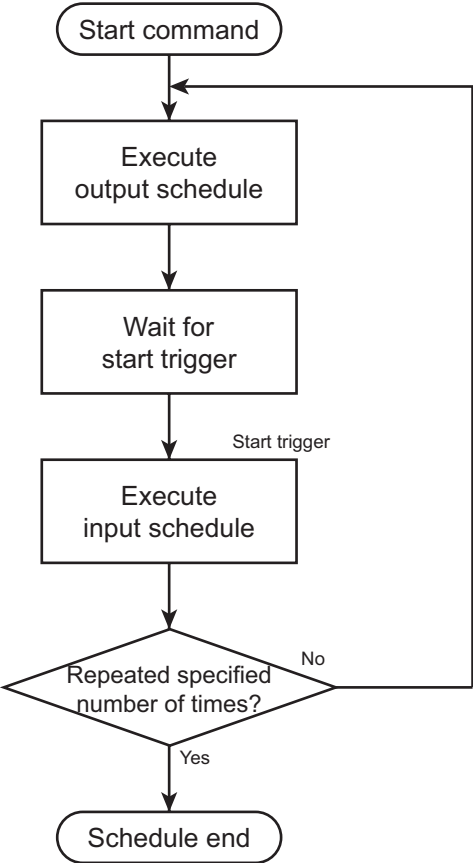 Start command
Execute
output schedule
Wait for
start trigger
Start trigger
Execute
input schedule
No
Repeated specified
number of times?
Yes
Schedule end